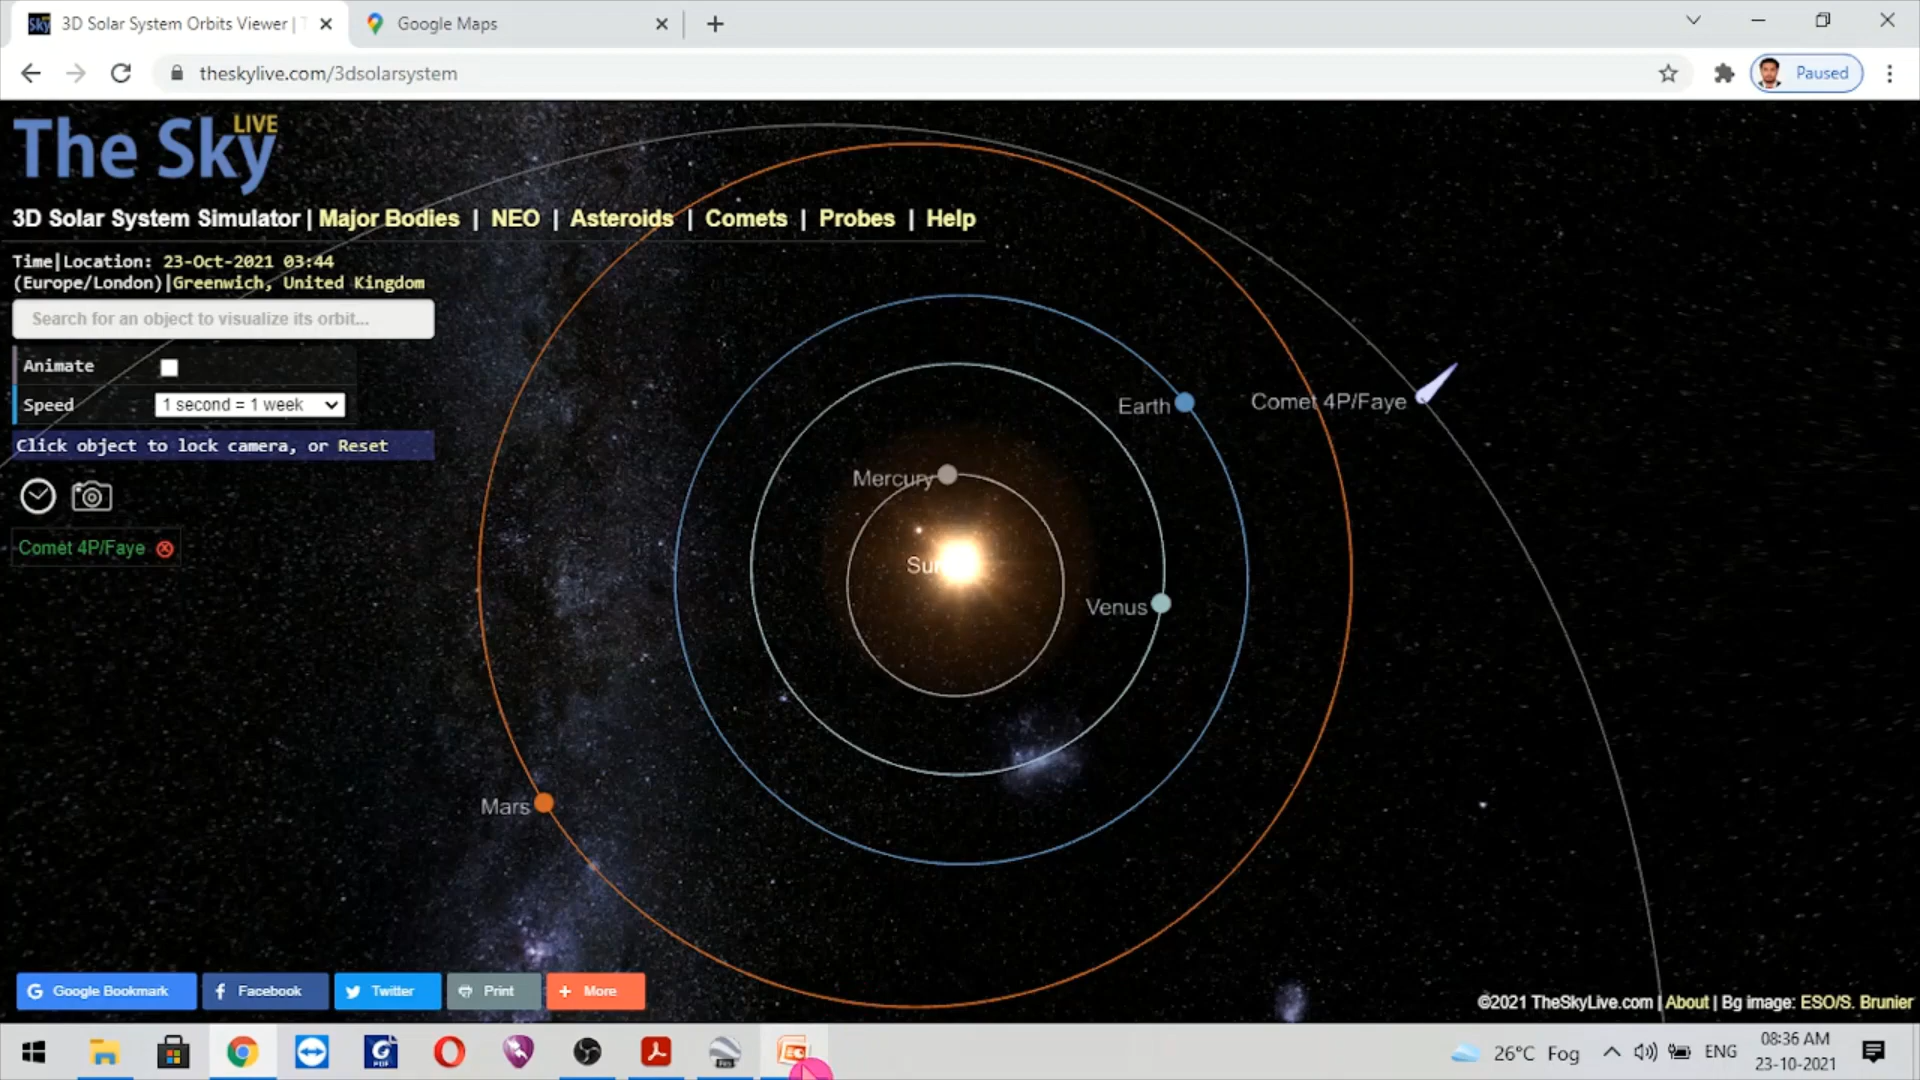 3D Solar System Orbits Viewer |
Google Maps
theskylive.com/3dsolarsystem
Paused
The Sky LIVE
3D Solar System Simulator | Major Bodies | NEO | Asteroids | Comets | Probes | Help
Time|Location: 23-Oct-2021 03:44
(Europe/London)|Greenwich, United Kingdom
Search for an object to visualize its orbit...
Animate
Speed 1 second = 1 week
Click object to lock camera, or Reset
Comet 4P/Faye
Earth
Comet 4P/Faye
Mercury
Sun
Venus
Mars
Google Bookmark
Facebook
Twitter
Print
+ More
©2021 TheSkyLive.com | About | Bg image: ESO/S. Brunier
26°C Fog
ENG
08:36 AM
23-10-2021